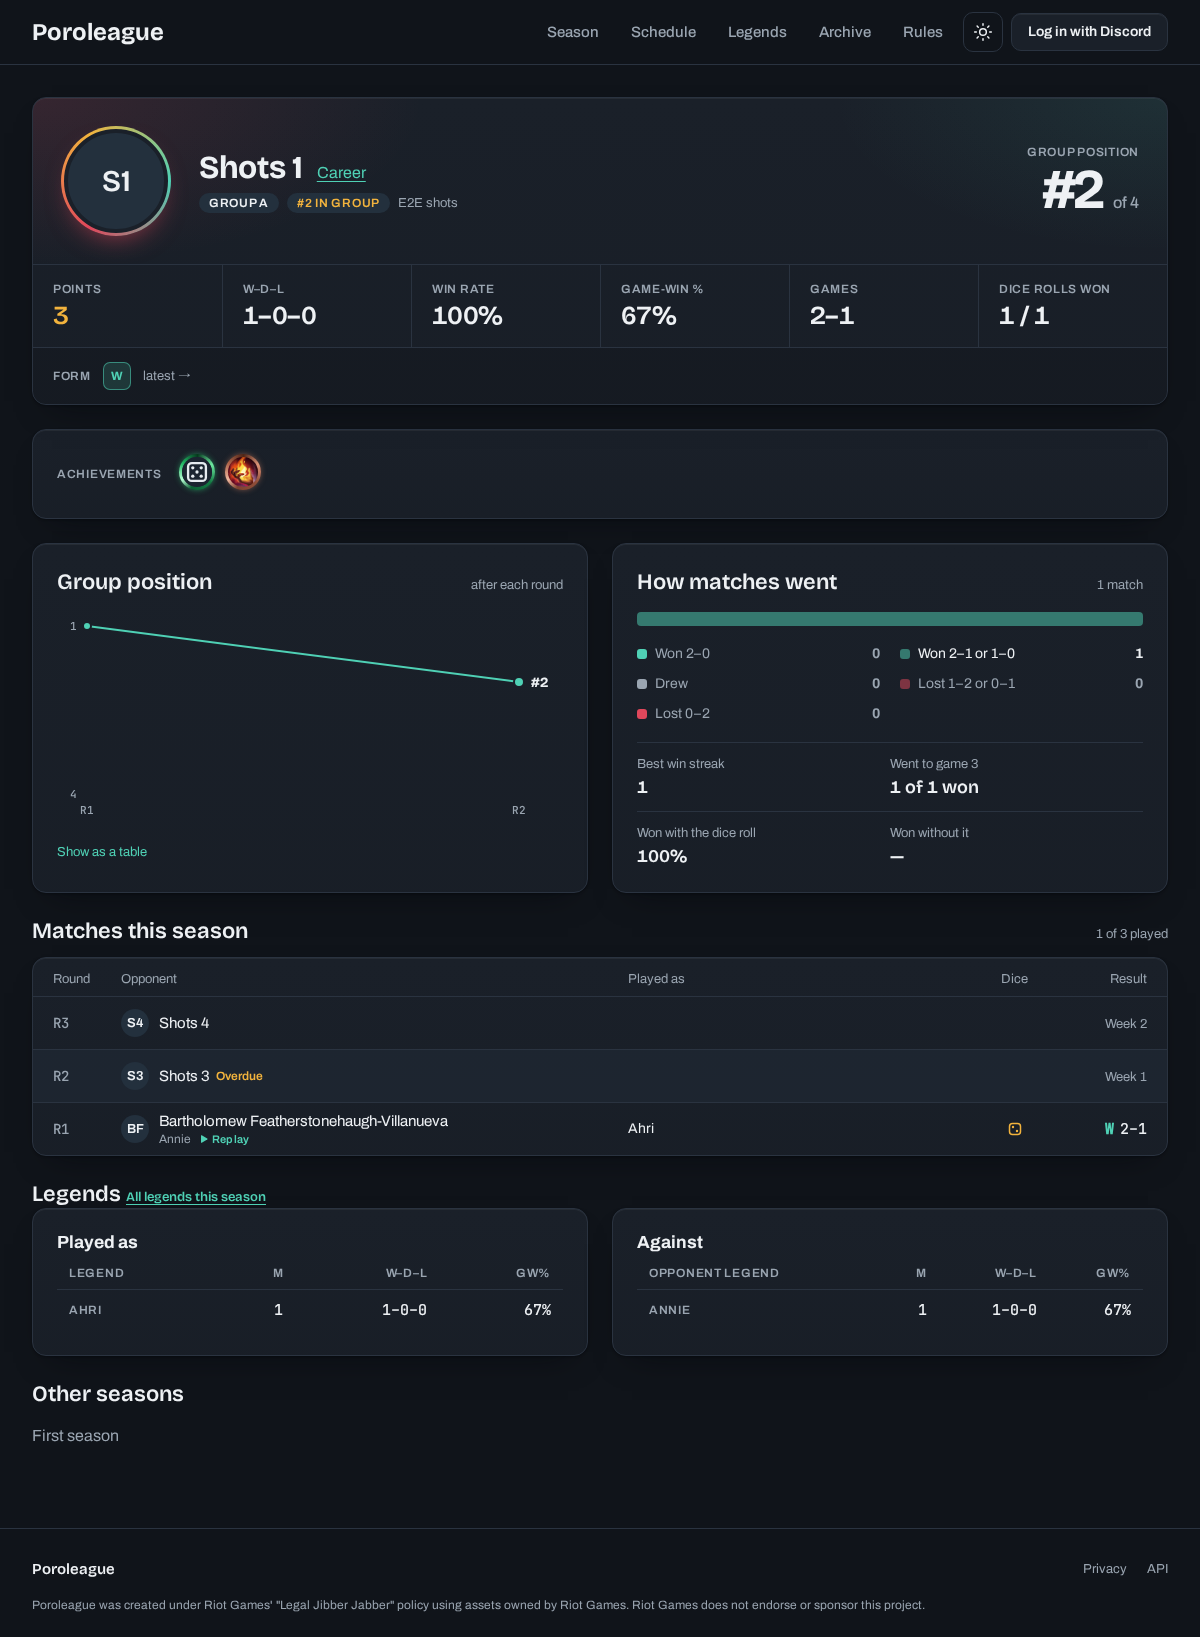 Poroleague
Season Schedule Legends Archive Rules Log in with Discord
S1
Shots 1 Career
GROUP A #2 IN GROUP E2E shots
GROUP POSITION
#2 of 4
POINTS
3
W–D–L
1–0–0
WIN RATE
100%
GAME-WIN %
67%
GAMES
2–1
DICE ROLLS WON
1 / 1
FORM W latest →
ACHIEVEMENTS
Group position after each round
1
#2
4
R1 R2
Show as a table
How matches went 1 match
Won 2–0 0 Won 2–1 or 1–0 1
Drew 0 Lost 1–2 or 0–1 0
Lost 0–2 0
Best win streak Went to game 3
1 1 of 1 won
Won with the dice roll Won without it
100% —
Matches this season 1 of 3 played
Round Opponent Played as Dice Result
R3 S4 Shots 4 Week 2
R2 S3 Shots 3 Overdue Week 1
R1 BF Bartholomew Featherstonehaugh-Villanueva Ahri W 2–1
Annie Replay
Legends All legends this season
Played as
LEGEND M W–D–L GW%
AHRI 1 1–0–0 67%
Against
OPPONENT LEGEND M W–D–L GW%
ANNIE 1 1–0–0 67%
Other seasons
First season
Poroleague Privacy API
Poroleague was created under Riot Games' "Legal Jibber Jabber" policy using assets owned by Riot Games. Riot Games does not endorse or sponsor this project.